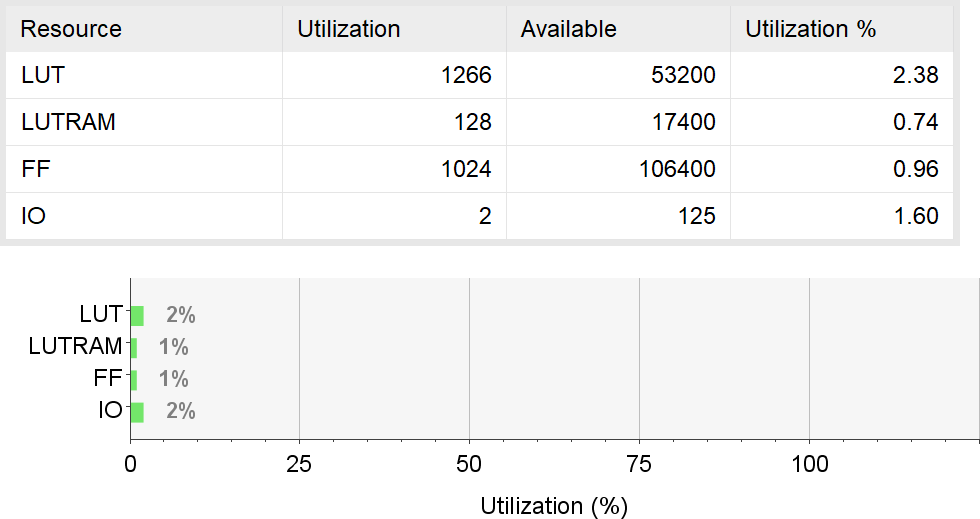 Resource Utilization Available Utilization %
LUT 1266 53200 2.38
LUTRAM 128 17400 0.74
FF 1024 106400 0.96
IO 2 125 1.60
LUT 2%
LUTRAM 1%
FF 1%
IO 2%
0 25 50 75 100
Utilization (%)